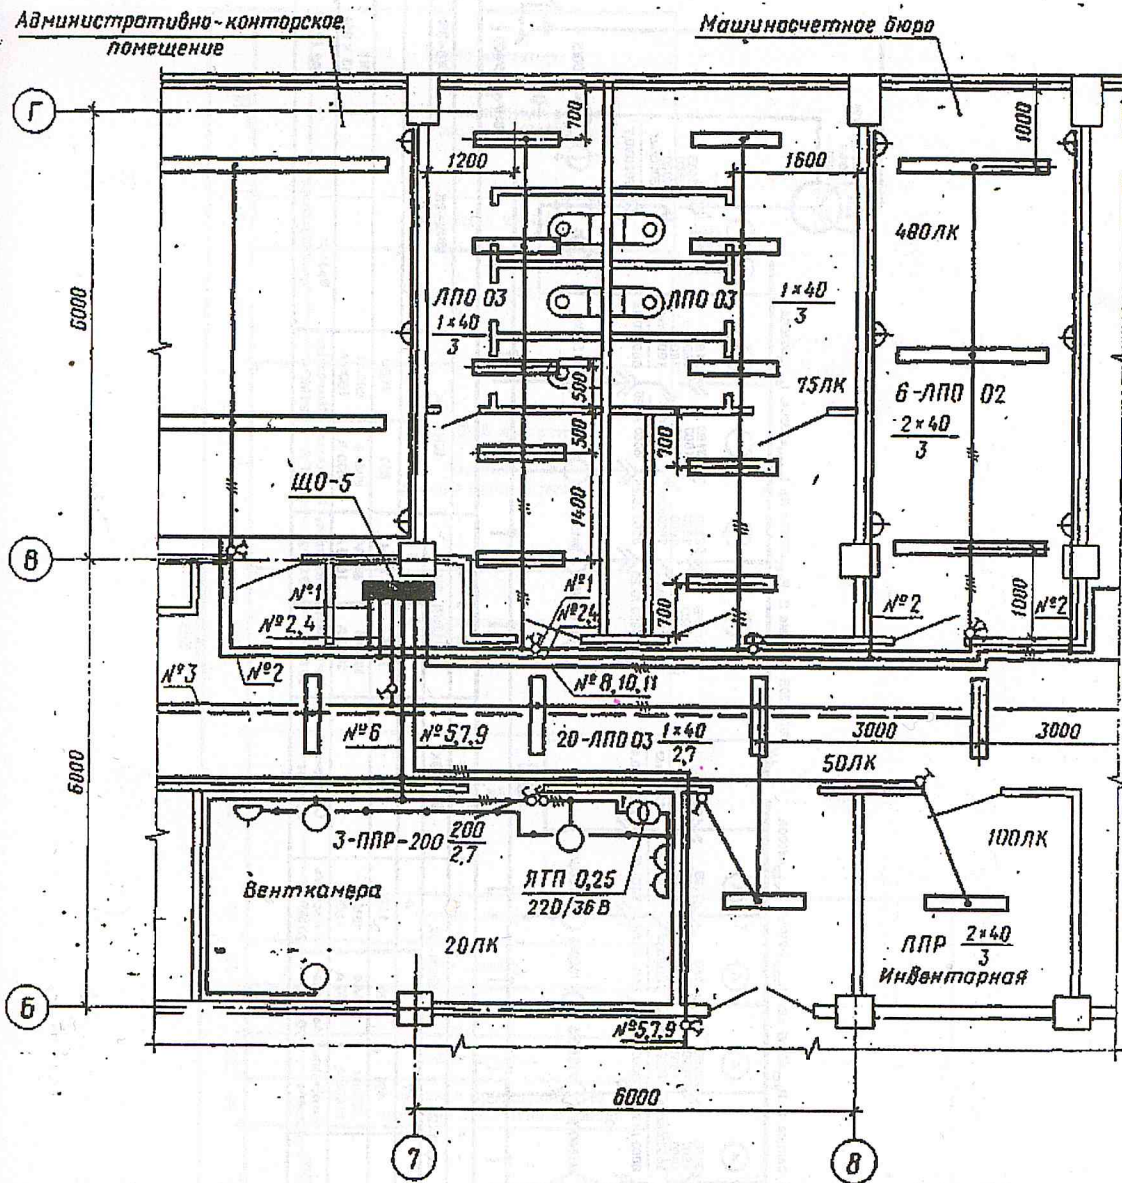 Административно-конторское
помещение
Машиносчетное бюро
Г
700
1000
1200
1600
480ЛК
6000
ЛПО 03
1×40
3
ЛПО 03
1×40
3
500
75ЛК
6-ЛПО 02
2×40
3
500
700
ЩО-5
1400
В
№1
№1
№2,4
№2,4
700
№2
1000
№2
№3
№2
№8,10,11
№6
№5,7,9
20-ЛПО 03 1×40
2,7
3000
3000
6000
50ЛК
3-ППР-200 200
2,7
100ЛК
Венткамера
ЯТП 0,25
220/36В
20ЛК
ППР 2×40
3
Инвентарная
Б
№5,7,9
6000
7
8